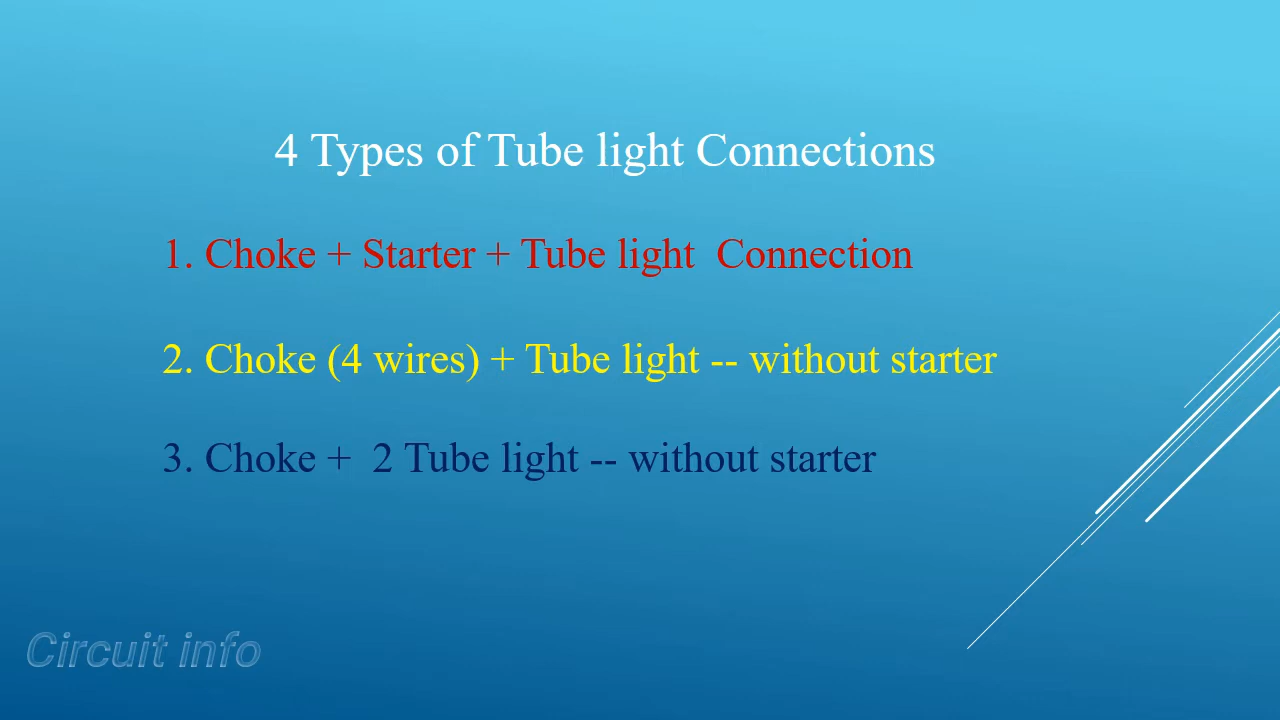 4 Types of Tube light Connections
1. Choke + Starter + Tube light  Connection
2. Choke (4 wires) + Tube light -- without starter
3. Choke +  2 Tube light -- without starter
Circuit info